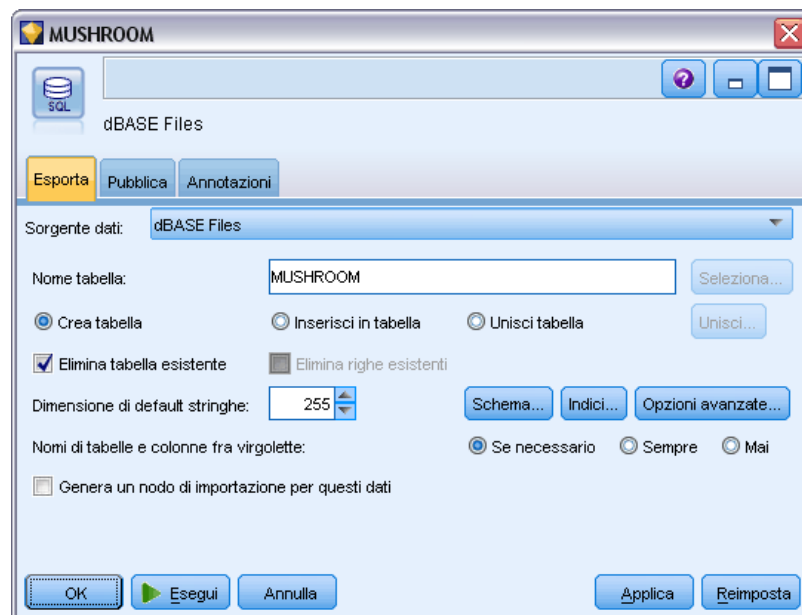 MUSHROOM
SQL
dBASE Files
Esporta Pubblica Annotazioni
Sorgente dati: dBASE Files
Nome tabella: MUSHROOM Seleziona...
Crea tabella Inserisci in tabella Unisci tabella Unisci...
Elimina tabella esistente Elimina righe esistenti
Dimensione di default stringhe: 255 Schema... Indici... Opzioni avanzate...
Nomi di tabelle e colonne fra virgolette: Se necessario Sempre Mai
Genera un nodo di importazione per questi dati
OK Esegui Annulla Applica Reimposta